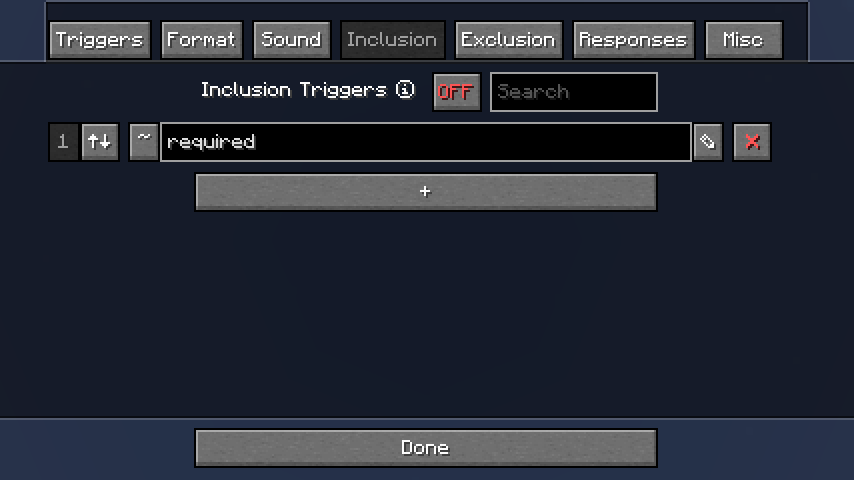 Triggers Format Sound Inclusion Exclusion Responses Misc
Inclusion Triggers ⓘ OFF Search
1 ↑↓ ~ required ✎ ✕
+
Done